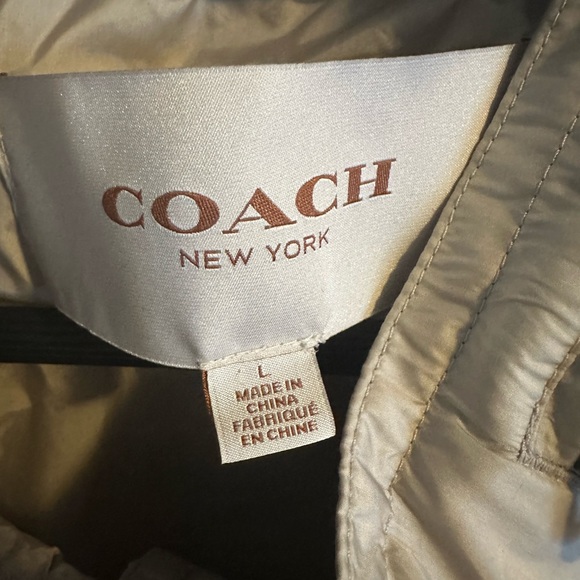 COACH
NEW YORK
L
MADE IN
CHINA
FABRIQUÉ
EN CHINE